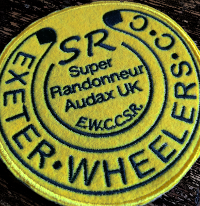 SR
Super
Randonneur
Audax UK
E.W.C.C.S.R.
EXETER · WHEELERS · C · C ·